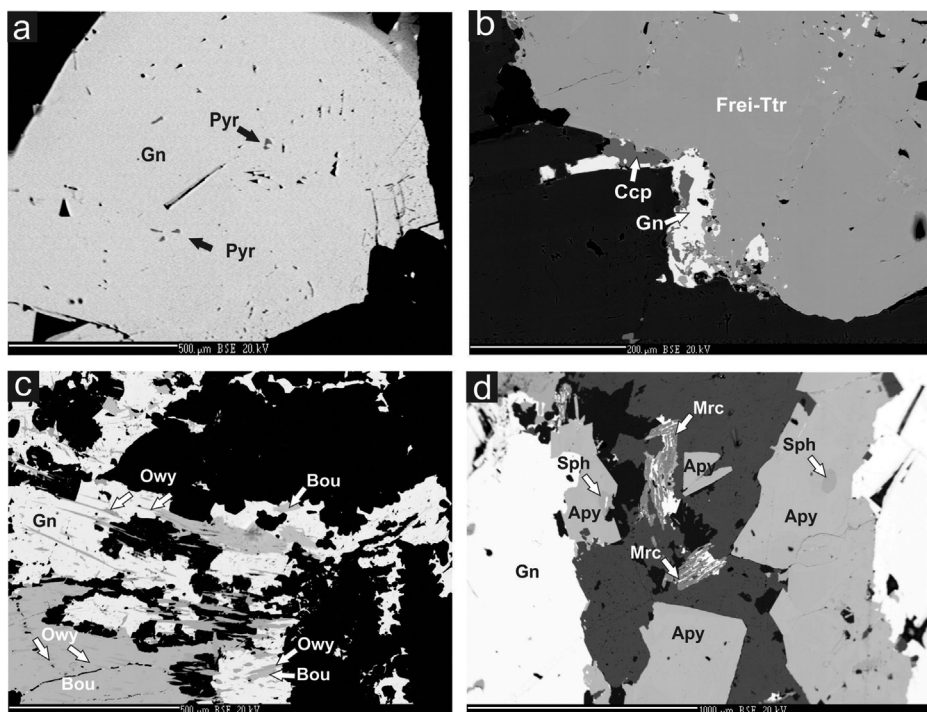 a
Pyr
Gn
Pyr
500.µm BSE 20.kV
b
Frei-Ttr
Ccp
Gn
200.µm BSE 20.kV
c
Owy
Bou
Gn
Owy
Owy
Bou
Bou
500.µm BSE 20.kV
d
Mrc
Sph
Apy
Sph
Apy
Apy
Gn
Mrc
Apy
1000.µm BSE 20.kV